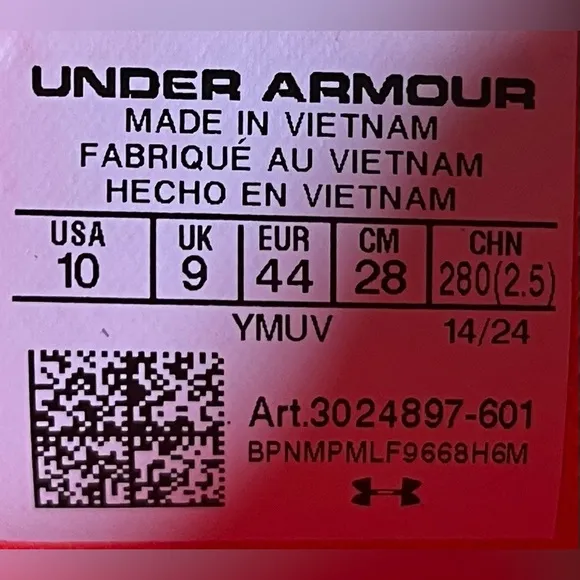 UNDER ARMOUR
MADE IN VIETNAM
FABRIQUÉ AU VIETNAM
HECHO EN VIETNAM
USA UK EUR CM CHN
10 9 44 28 280(2.5)
YMUV 14/24
Art.3024897-601
BPNMPMLF9668H6M